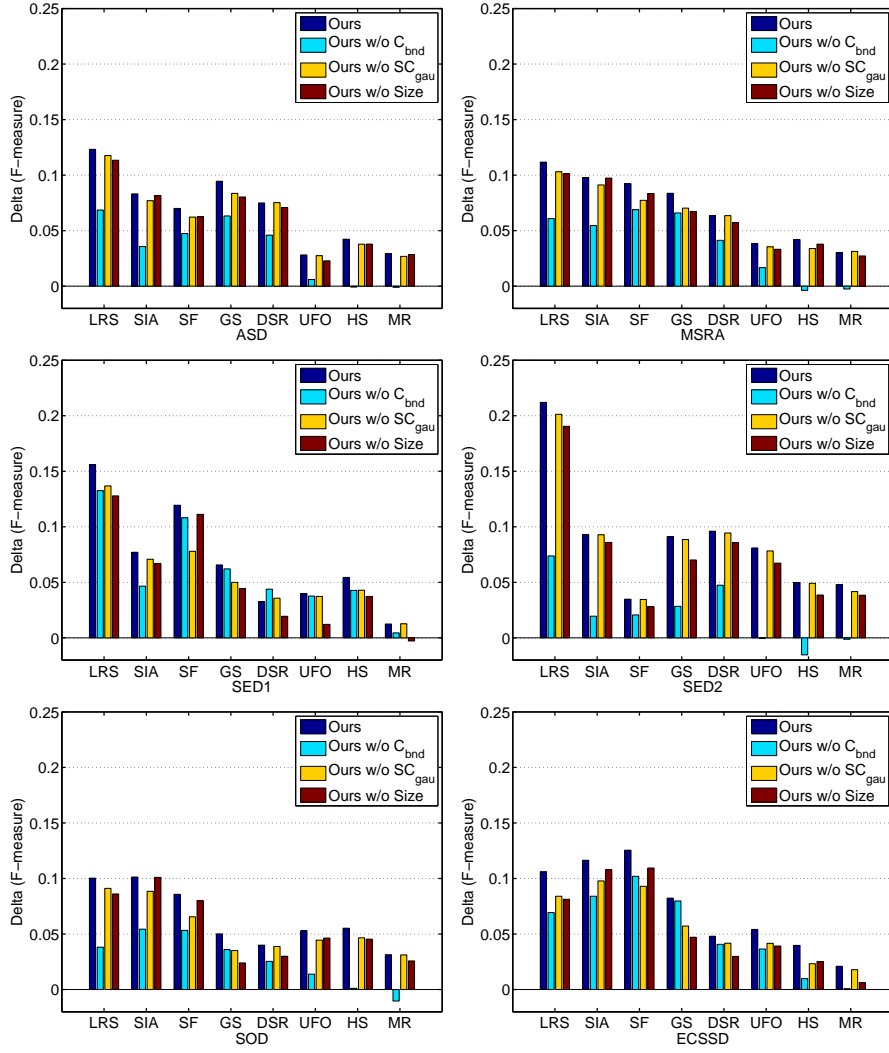 0.25
0.2
0.15
0.1
0.05
0
Delta (F−measure)
Ours
Ours w/o C_bnd
Ours w/o SC_gau
Ours w/o Size
LRS SIA SF GS DSR UFO HS MR
ASD
0.25
0.2
0.15
0.1
0.05
0
Delta (F−measure)
Ours
Ours w/o C_bnd
Ours w/o SC_gau
Ours w/o Size
LRS SIA SF GS DSR UFO HS MR
MSRA
0.25
0.2
0.15
0.1
0.05
0
Delta (F−measure)
Ours
Ours w/o C_bnd
Ours w/o SC_gau
Ours w/o Size
LRS SIA SF GS DSR UFO HS MR
SED1
0.25
0.2
0.15
0.1
0.05
0
Delta (F−measure)
Ours
Ours w/o C_bnd
Ours w/o SC_gau
Ours w/o Size
LRS SIA SF GS DSR UFO HS MR
SED2
0.25
0.2
0.15
0.1
0.05
0
Delta (F−measure)
Ours
Ours w/o C_bnd
Ours w/o SC_gau
Ours w/o Size
LRS SIA SF GS DSR UFO HS MR
SOD
0.25
0.2
0.15
0.1
0.05
0
Delta (F−measure)
Ours
Ours w/o C_bnd
Ours w/o SC_gau
Ours w/o Size
LRS SIA SF GS DSR UFO HS MR
ECSSD